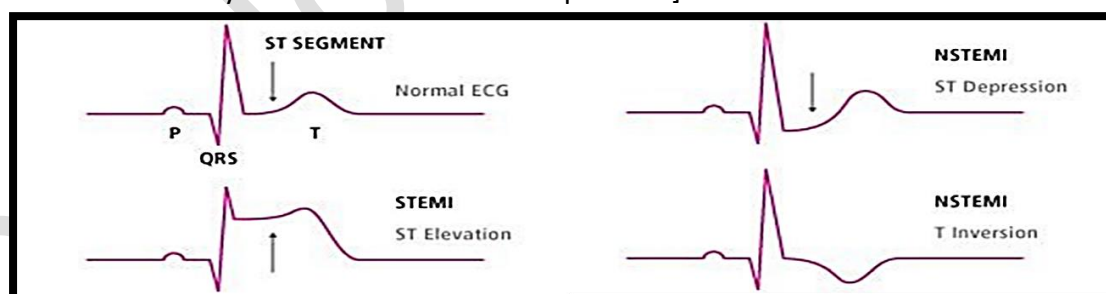 ST SEGMENT
Normal ECG
P
T
QRS
NSTEMI
ST Depression
STEMI
ST Elevation
NSTEMI
T Inversion